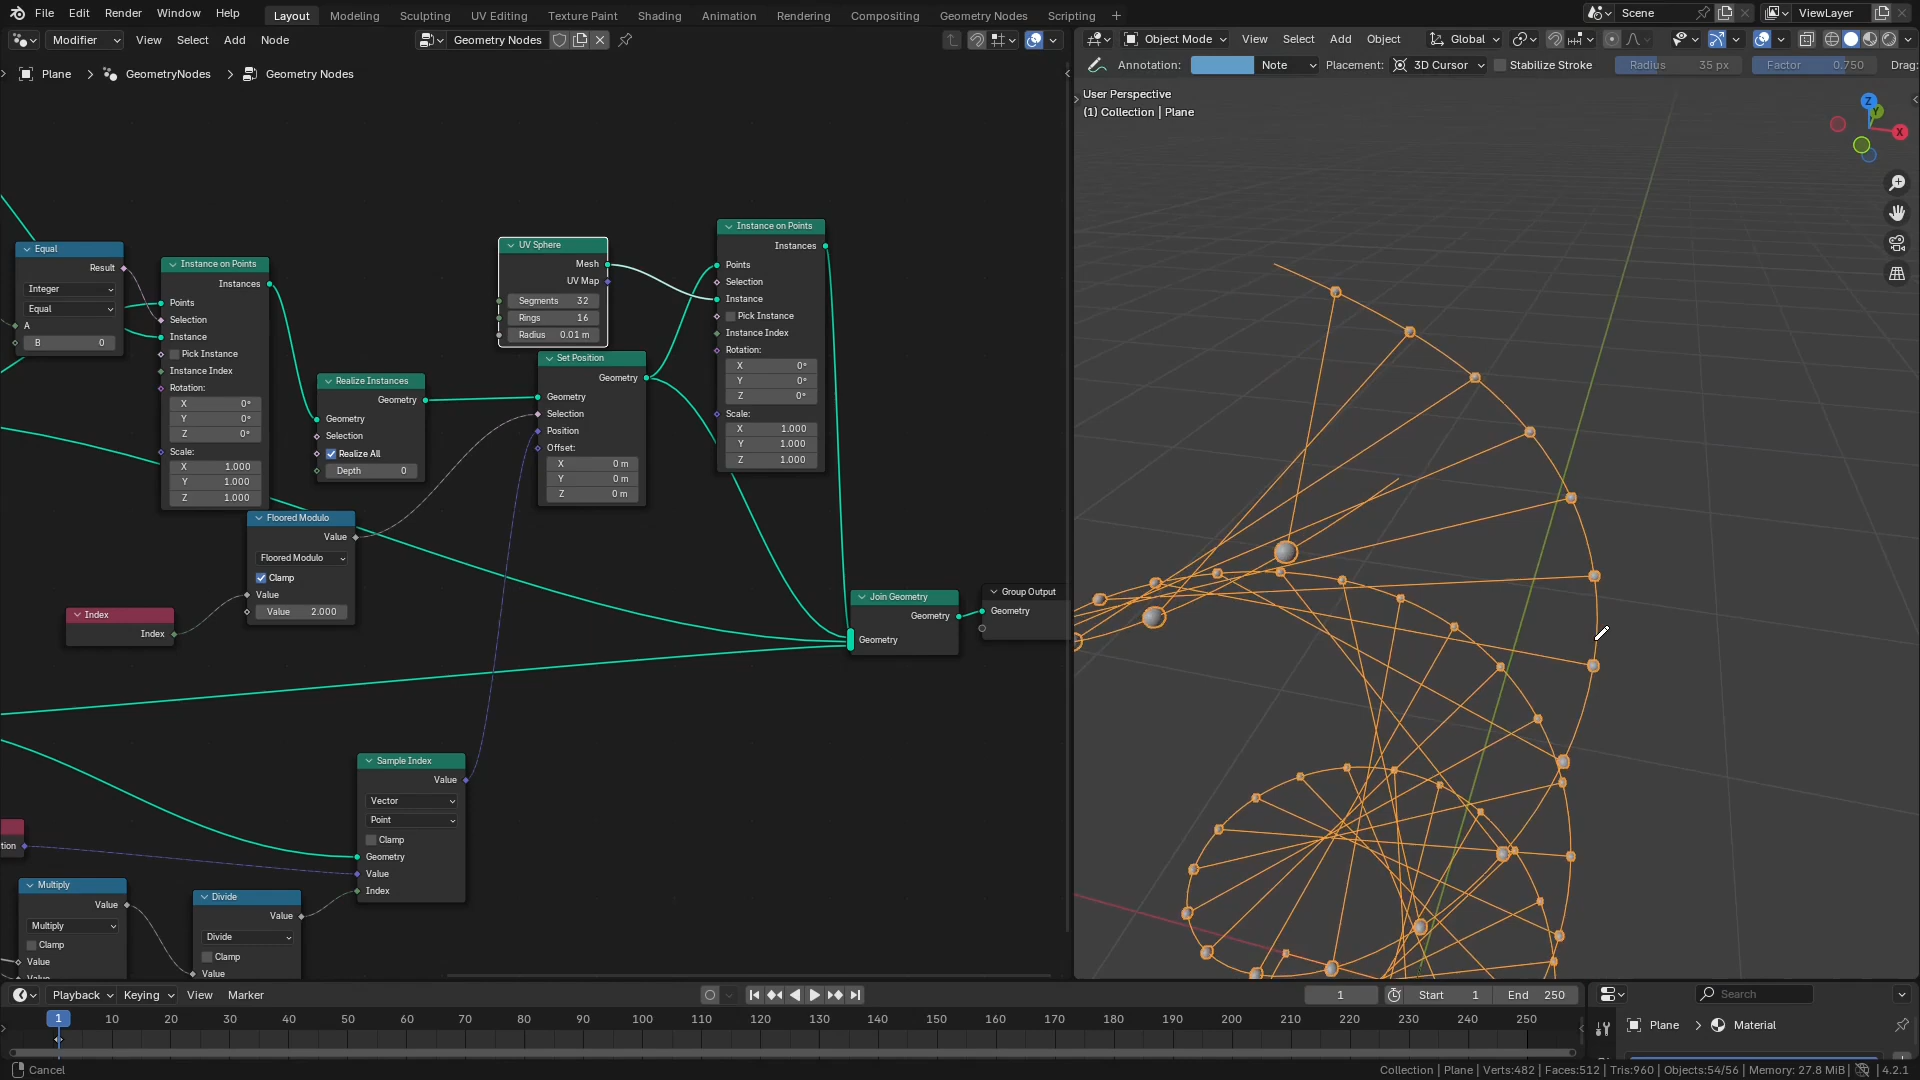 File Edit Render Window Help Layout Modeling Sculpting UV Editing Texture Paint Shading Animation Rendering Compositing Geometry Nodes Scripting Scene ViewLayer
Modifier View Select Add Node Geometry Nodes
Object Mode View Select Add Object Global
Plane GeometryNodes Geometry Nodes
Annotation: Note Placement: 3D Cursor Stabilize Stroke Radius 35 px Factor 0.750 Drag:
User Perspective
(1) Collection | Plane
Z
Y
X
Equal
Result
Integer
Equal
A
B 0
Instance on Points
Instances
Points
Selection
Instance
Pick Instance
Instance Index
Rotation:
X 0°
Y 0°
Z 0°
Scale:
X 1.000
Y 1.000
Z 1.000
Realize Instances
Geometry
Geometry
Selection
Realize All
Depth 0
UV Sphere
Mesh
UV Map
Segments 32
Rings 16
Radius 0.01 m
Set Position
Geometry
Geometry
Selection
Position
Offset:
X 0 m
Y 0 m
Z 0 m
Instance on Points
Instances
Points
Selection
Instance
Pick Instance
Instance Index
Rotation:
X 0°
Y 0°
Z 0°
Scale:
X 1.000
Y 1.000
Z 1.000
Floored Modulo
Value
Floored Modulo
Clamp
Value
Value 2.000
Index
Index
Join Geometry
Geometry
Geometry
Group Output
Geometry
Sample Index
Value
Vector
Point
Clamp
Geometry
Value
Index
tion
Multiply
Value
Multiply
Clamp
Value
Divide
Value
Divide
Clamp
Value
Playback Keying View Marker 1 Start 1 End 250 Search
1 10 20 30 40 50 60 70 80 90 100 110 120 130 140 150 160 170 180 190 200 210 220 230 240 250
Plane Material
Cancel
Collection | Plane | Verts:482 | Faces:512 | Tris:960 | Objects:54/56 | Memory: 27.8 MiB 4.2.1